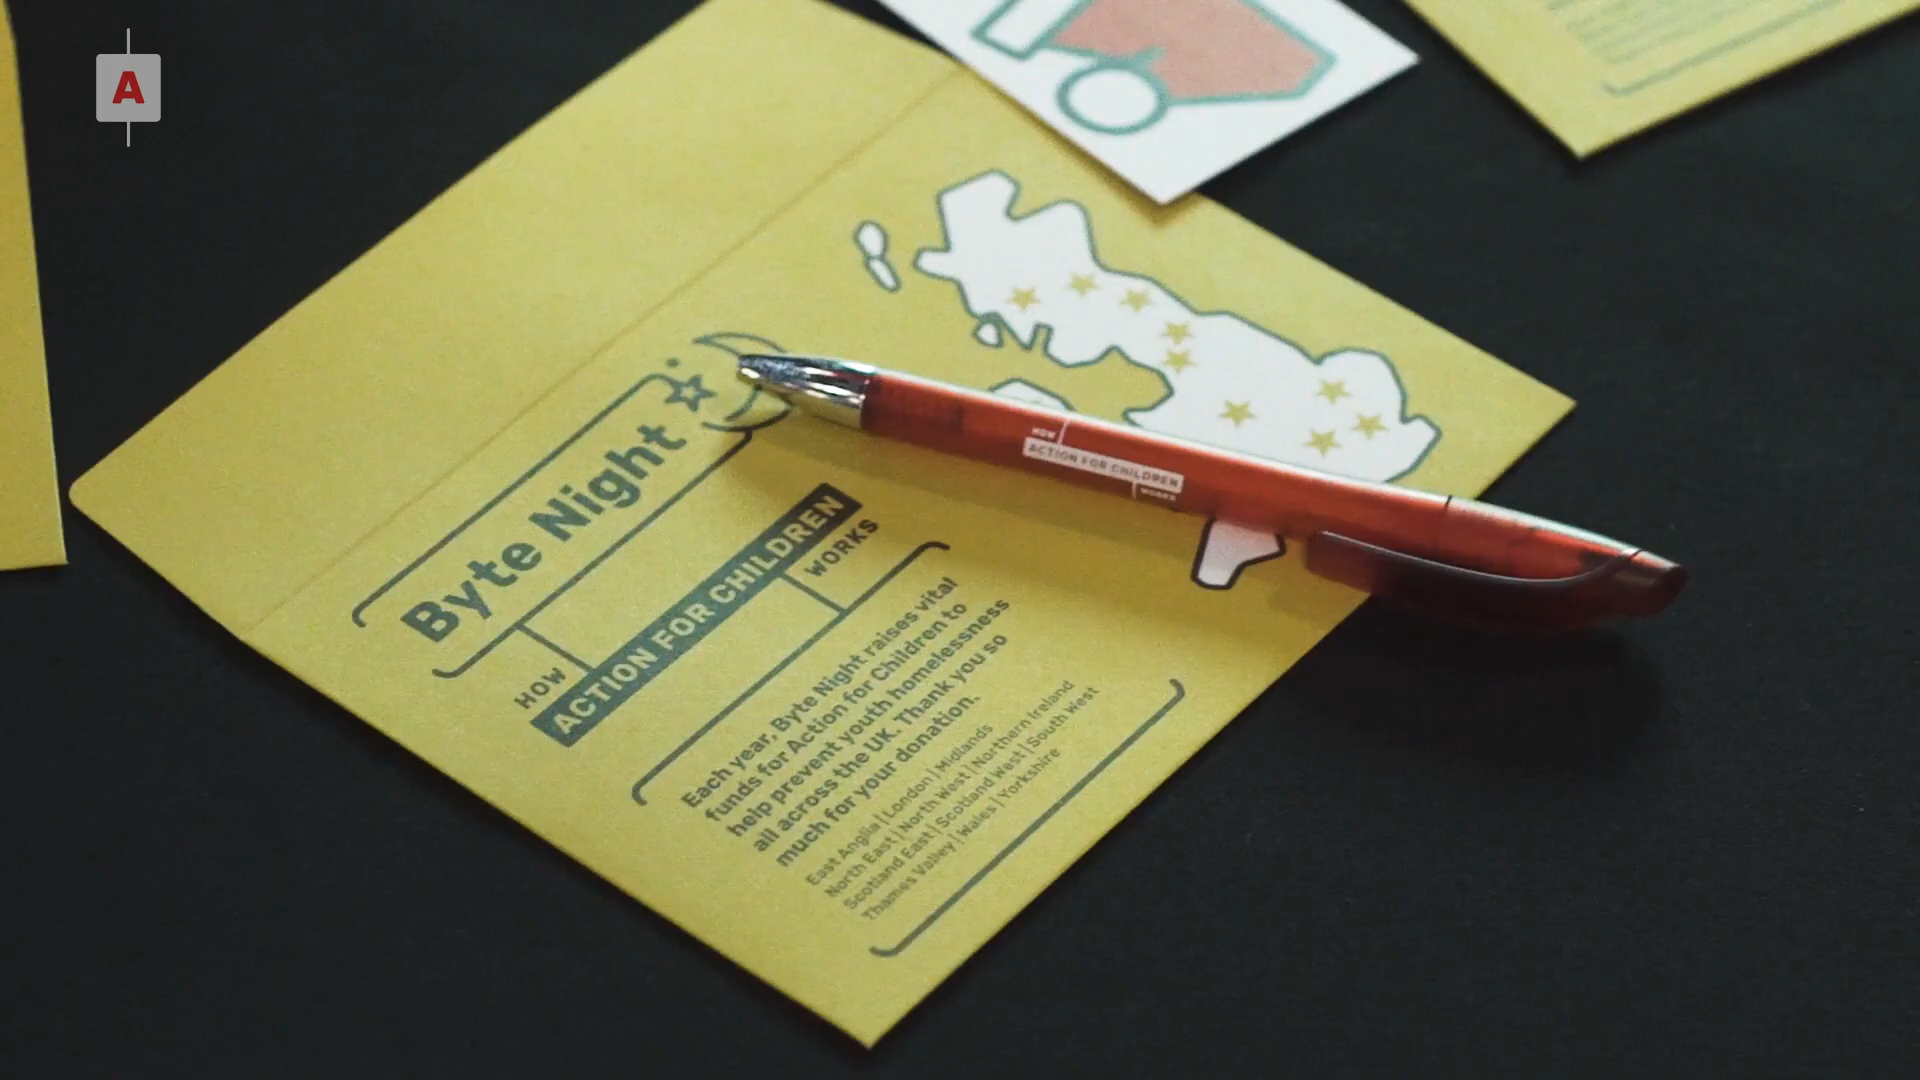 A
Byte Night
HOW
ACTION FOR CHILDREN
WORKS
Each year, Byte Night raises vital
funds for Action for Children to
help prevent youth homelessness
all across the UK. Thank you so
much for your donation.
East Anglia | London | Midlands
North East | North West | Northern Ireland
Scotland East | Scotland West | South West
Thames Valley | Wales | Yorkshire
HOW
ACTION FOR CHILDREN
WORKS